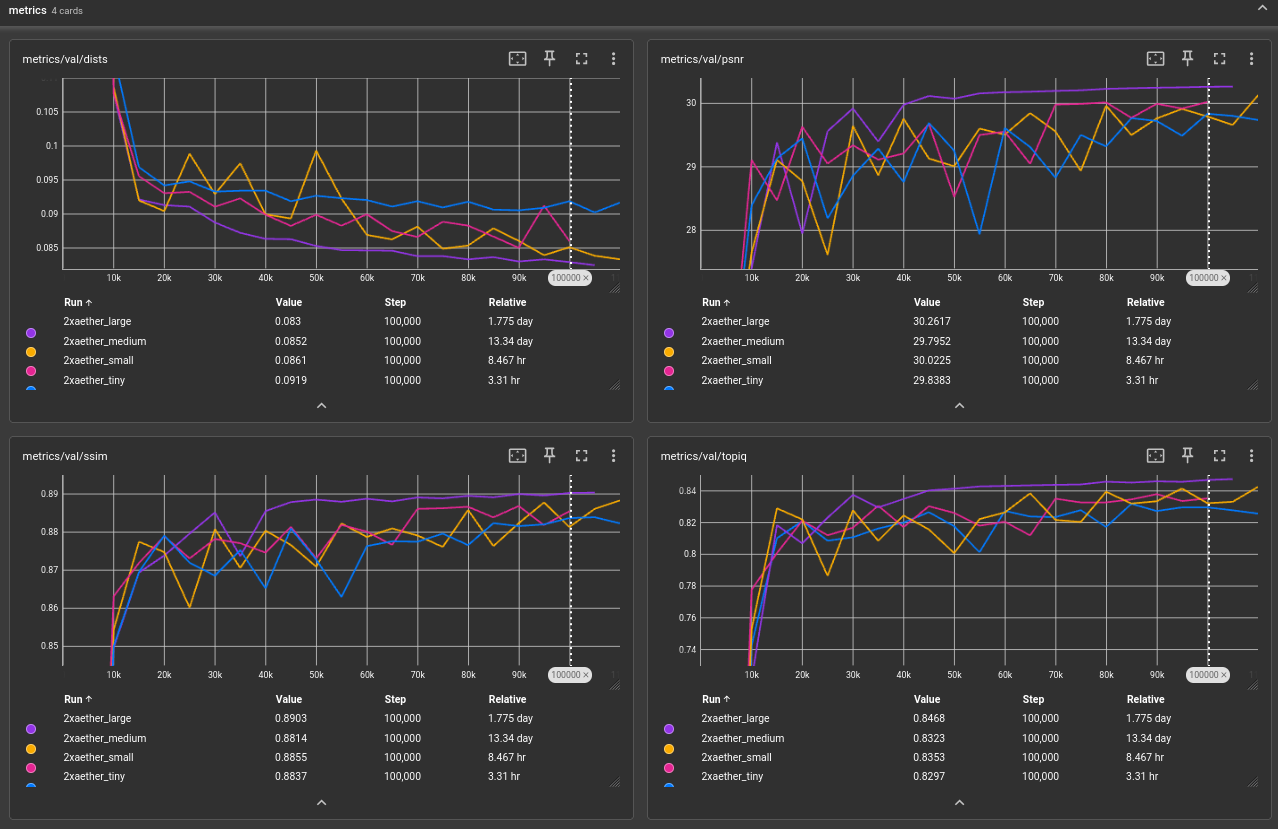 metrics 4 cards
metrics/val/dists
0.105
0.1
0.095
0.09
0.085
10k 20k 30k 40k 50k 60k 70k 80k 90k 100000 ×
Run ↑ Value Step Relative
2xaether_large 0.083 100,000 1.775 day
2xaether_medium 0.0852 100,000 13.34 day
2xaether_small 0.0861 100,000 8.467 hr
2xaether_tiny 0.0919 100,000 3.31 hr
metrics/val/psnr
30
29
28
10k 20k 30k 40k 50k 60k 70k 80k 90k 100000 ×
Run ↑ Value Step Relative
2xaether_large 30.2617 100,000 1.775 day
2xaether_medium 29.7952 100,000 13.34 day
2xaether_small 30.0225 100,000 8.467 hr
2xaether_tiny 29.8383 100,000 3.31 hr
metrics/val/ssim
0.89
0.88
0.87
0.86
0.85
10k 20k 30k 40k 50k 60k 70k 80k 90k 100000 ×
Run ↑ Value Step Relative
2xaether_large 0.8903 100,000 1.775 day
2xaether_medium 0.8814 100,000 13.34 day
2xaether_small 0.8855 100,000 8.467 hr
2xaether_tiny 0.8837 100,000 3.31 hr
metrics/val/topiq
0.84
0.82
0.8
0.78
0.76
0.74
10k 20k 30k 40k 50k 60k 70k 80k 90k 100000 ×
Run ↑ Value Step Relative
2xaether_large 0.8468 100,000 1.775 day
2xaether_medium 0.8323 100,000 13.34 day
2xaether_small 0.8353 100,000 8.467 hr
2xaether_tiny 0.8297 100,000 3.31 hr